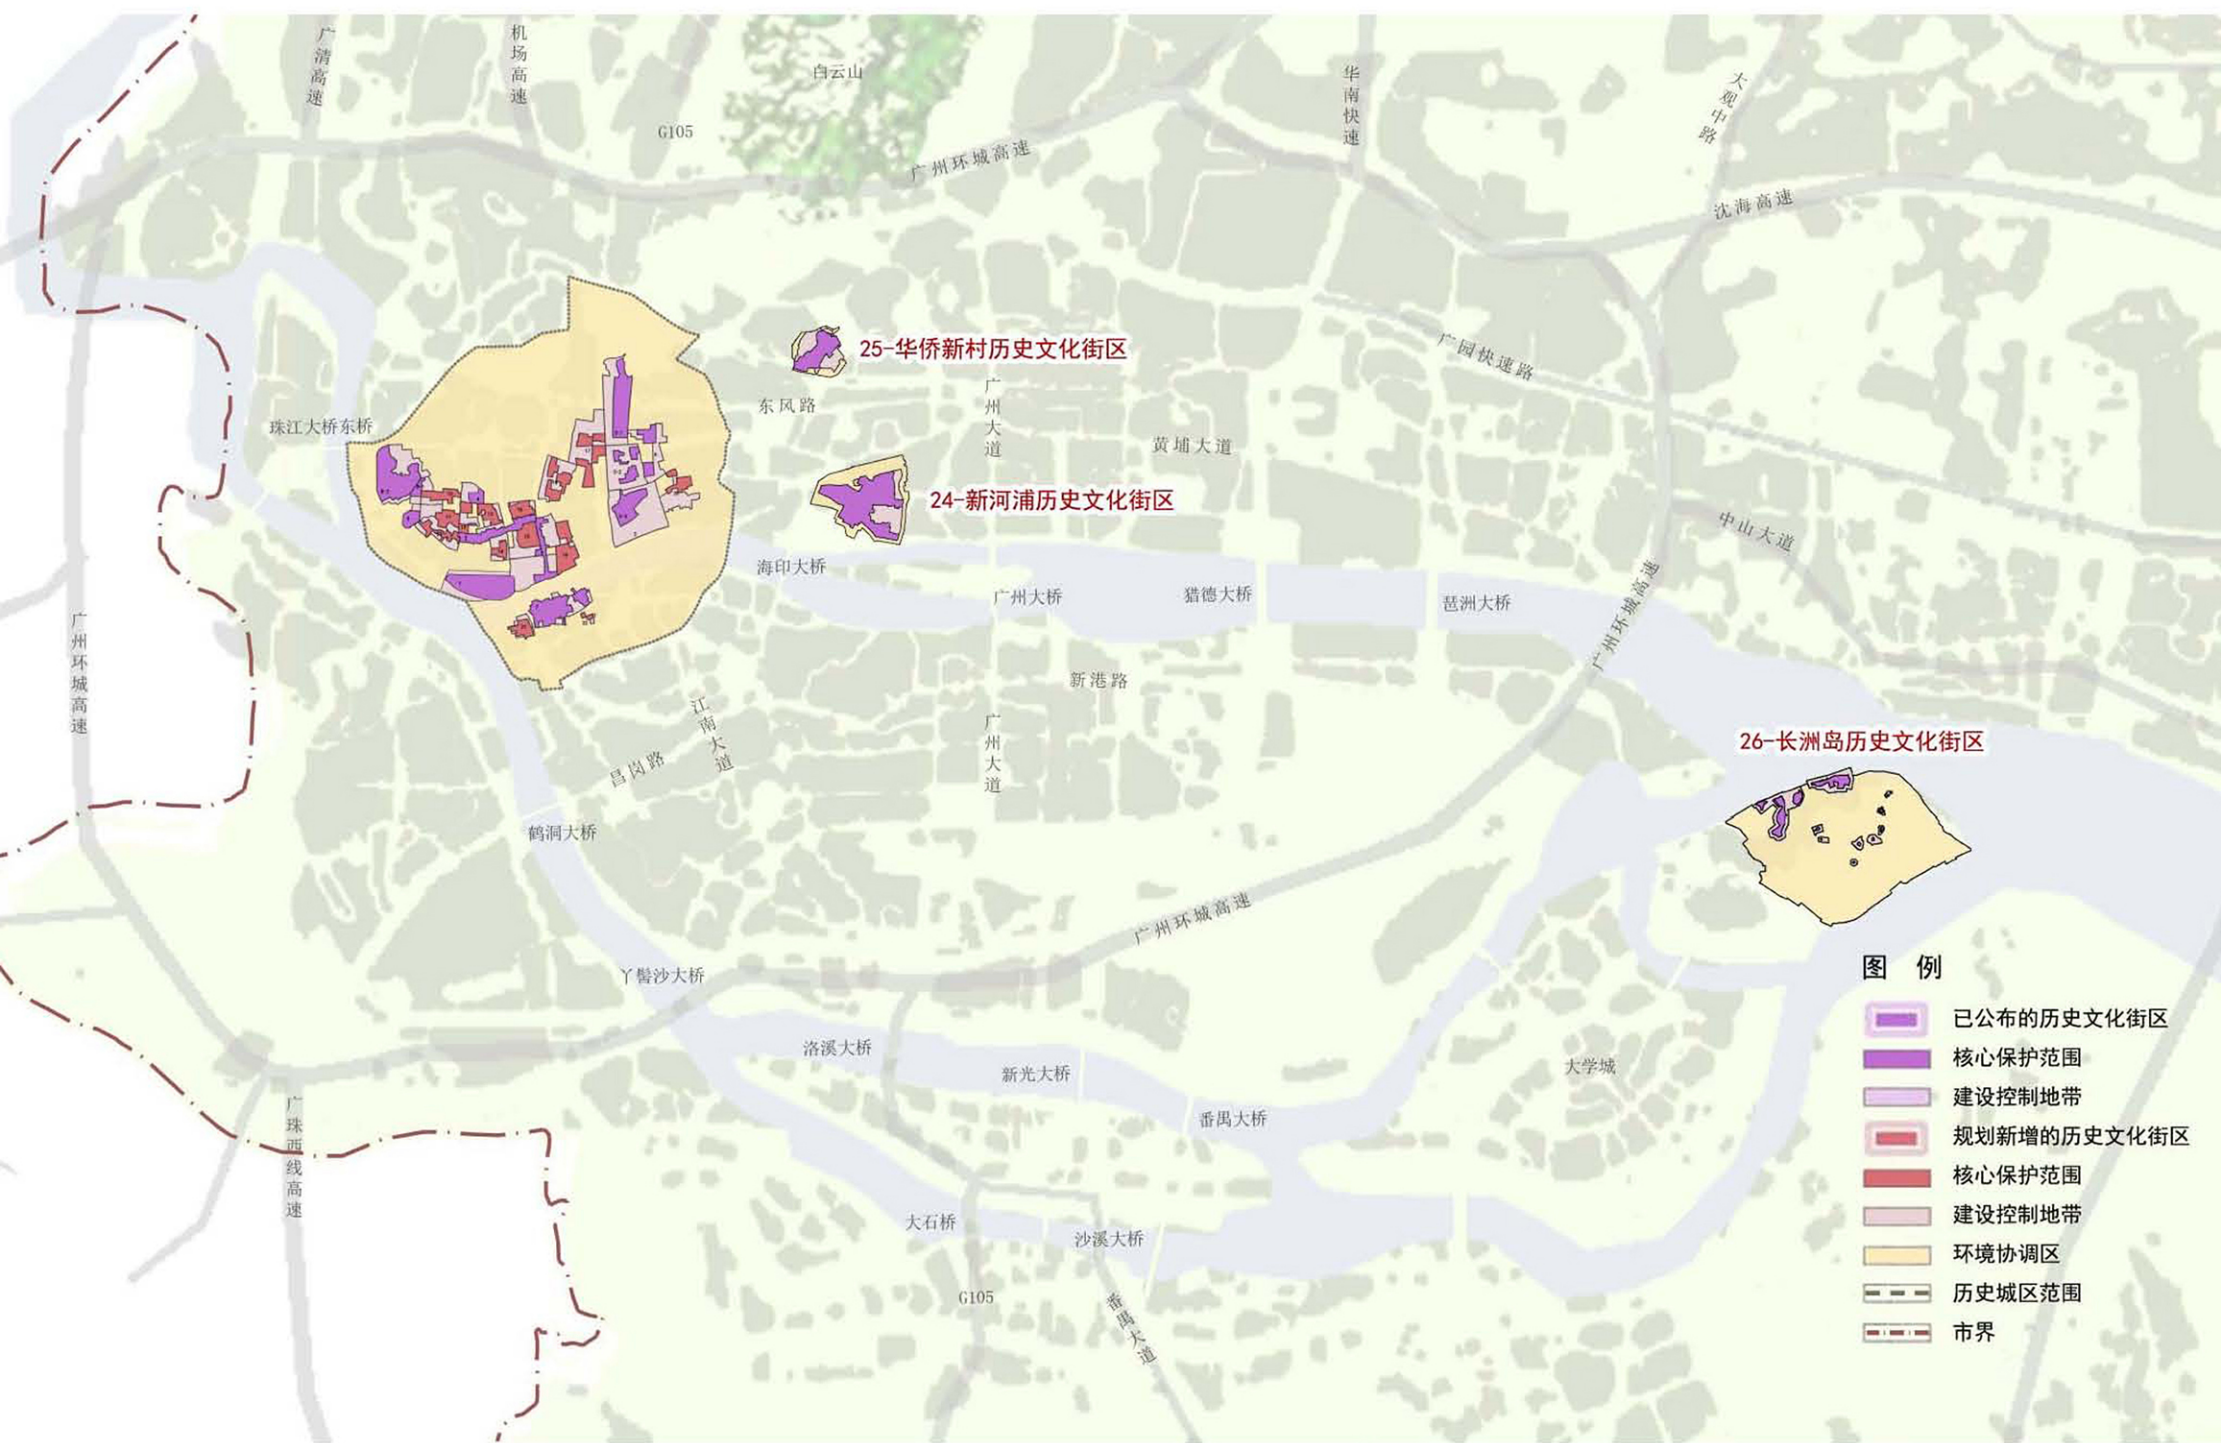 广清高速
机场高速
白云山
G105
广州环城高速
华南快速
大观中路
沈海高速
25-华侨新村历史文化街区
广园快速路
东风路
广州大道
珠江大桥东桥
黄埔大道
24-新河浦历史文化街区
中山大道
海印大桥
广州大桥
猎德大桥
琶洲大桥
广州环城高速
广州环城高速
新港路
江南大道
广州大道
昌岗路
26-长洲岛历史文化街区
鹤洞大桥
广州环城高速
丫髻沙大桥
洛溪大桥
新光大桥
大学城
番禺大桥
广珠西线高速
大石桥
沙溪大桥
G105
番禺大道
图 例
已公布的历史文化街区
核心保护范围
建设控制地带
规划新增的历史文化街区
核心保护范围
建设控制地带
环境协调区
历史城区范围
市界